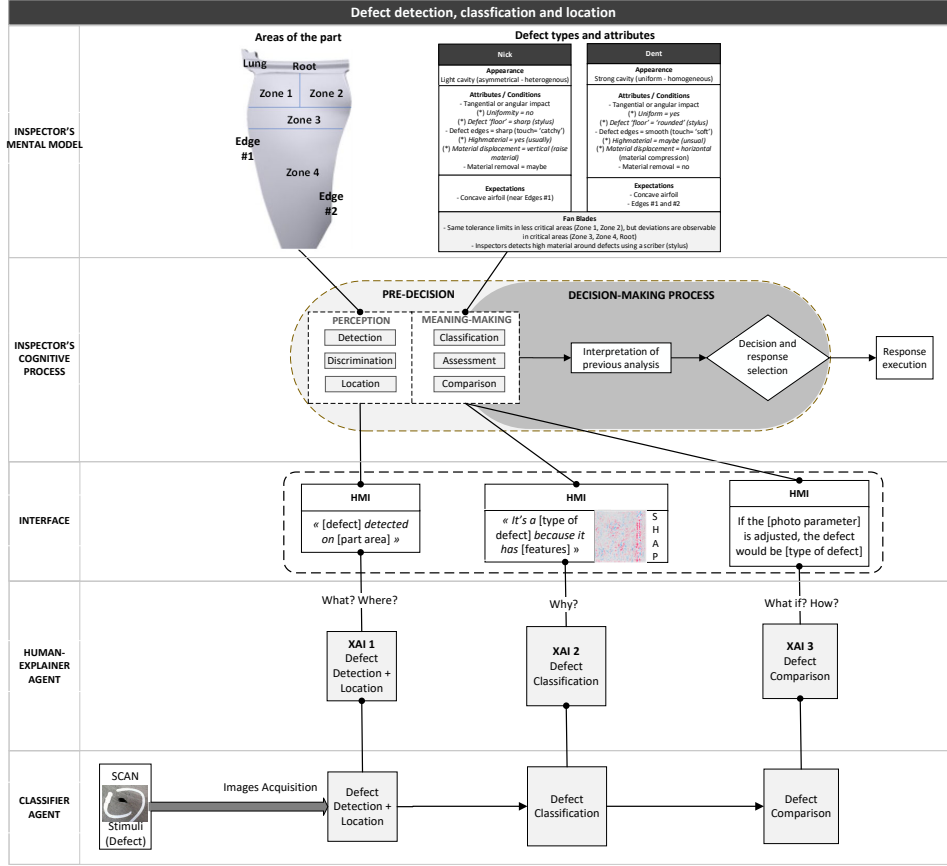 Defect detection, classfication and location
INSPECTOR'S
MENTAL MODEL
Areas of the part
Lung
Root
Zone 1
Zone 2
Zone 3
Edge
#1
Zone 4
Edge
#2
Defect types and attributes
Nick
Appearance
Light cavity (asymmetrical - heterogenous)
Attributes / Conditions
- Tangential or angular impact
(*) Uniformity = no
(*) Defect 'floor' = sharp (stylus)
- Defect edges = sharp (touch= 'catchy')
(*) Highmaterial = yes (usually)
(*) Material displacement = vertical (raise
material)
- Material removal = maybe
Expectations
- Concave airfoil (near Edges #1)
Dent
Appearence
Strong cavity (uniform - homogeneous)
Attributes / Conditions
- Tangential or angular impact
(*) Uniform = yes
(*) Defect 'floor' = 'rounded' (stylus)
- Defect edges = smooth (touch= 'soft')
(*) Highmaterial = maybe (unsual)
(*) Material displacement = horizontal
(material compression)
- Material removal = no
Expectations
- Concave airfoil
- Edges #1 and #2
Fan Blades
- Same tolerance limits in less critical areas (Zone 1, Zone 2), but deviations are observable
in critical areas (Zone 3, Zone 4, Root)
- Inspectors detects high material around defects using a scriber (stylus)
INSPECTOR'S
COGNITIVE
PROCESS
PRE-DECISION
DECISION-MAKING PROCESS
PERCEPTION
Detection
Discrimination
Location
MEANING-MAKING
Classification
Assessment
Comparison
Interpretation of
previous analysis
Decision and
response
selection
Response
execution
INTERFACE
HMI
« [defect] detected
on [part area] »
HMI
« It's a [type of
defect] because it
has [features] »
S
H
A
P
HMI
If the [photo parameter]
is adjusted, the defect
would be [type of defect]
HUMAN-
EXPLAINER
AGENT
What? Where?
Why?
What if? How?
XAI 1
Defect
Detection +
Location
XAI 2
Defect
Classification
XAI 3
Defect
Comparison
CLASSIFIER
AGENT
SCAN
Stimuli
(Defect)
Images Acquisition
Defect
Detection +
Location
Defect
Classification
Defect
Comparison